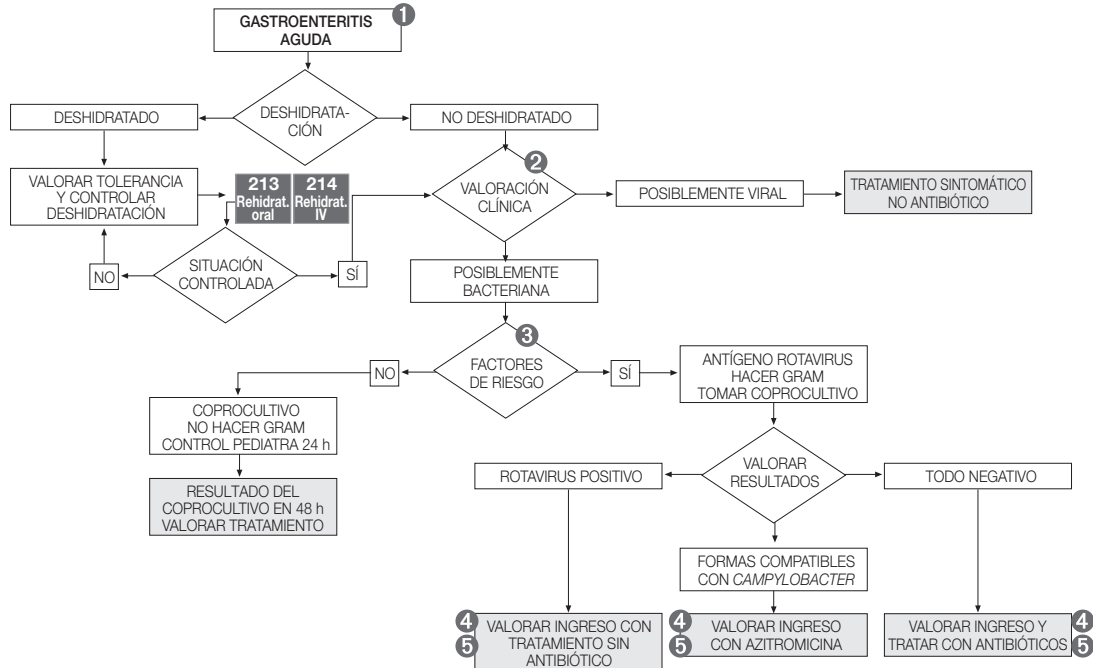 1
GASTROENTERITIS
AGUDA
DESHIDRATA-
CIÓN
DESHIDRATADO
NO DESHIDRATADO
VALORAR TOLERANCIA
Y CONTROLAR
DESHIDRATACIÓN
213
Rehidrat.
oral
214
Rehidrat.
IV
SITUACIÓN
CONTROLADA
NO
SÍ
2
VALORACIÓN
CLÍNICA
POSIBLEMENTE VIRAL
TRATAMIENTO SINTOMÁTICO
NO ANTIBIÓTICO
POSIBLEMENTE
BACTERIANA
3
FACTORES
DE RIESGO
NO
SÍ
COPROCULTIVO
NO HACER GRAM
CONTROL PEDIATRA 24 h
RESULTADO DEL
COPROCULTIVO EN 48 h
VALORAR TRATAMIENTO
ANTÍGENO ROTAVIRUS
HACER GRAM
TOMAR COPROCULTIVO
VALORAR
RESULTADOS
ROTAVIRUS POSITIVO
TODO NEGATIVO
FORMAS COMPATIBLES
CON CAMPYLOBACTER
4
5
VALORAR INGRESO CON
TRATAMIENTO SIN
ANTIBIÓTICO
4
5
VALORAR INGRESO
CON AZITROMICINA
VALORAR INGRESO Y
TRATAR CON ANTIBIÓTICOS
4
5